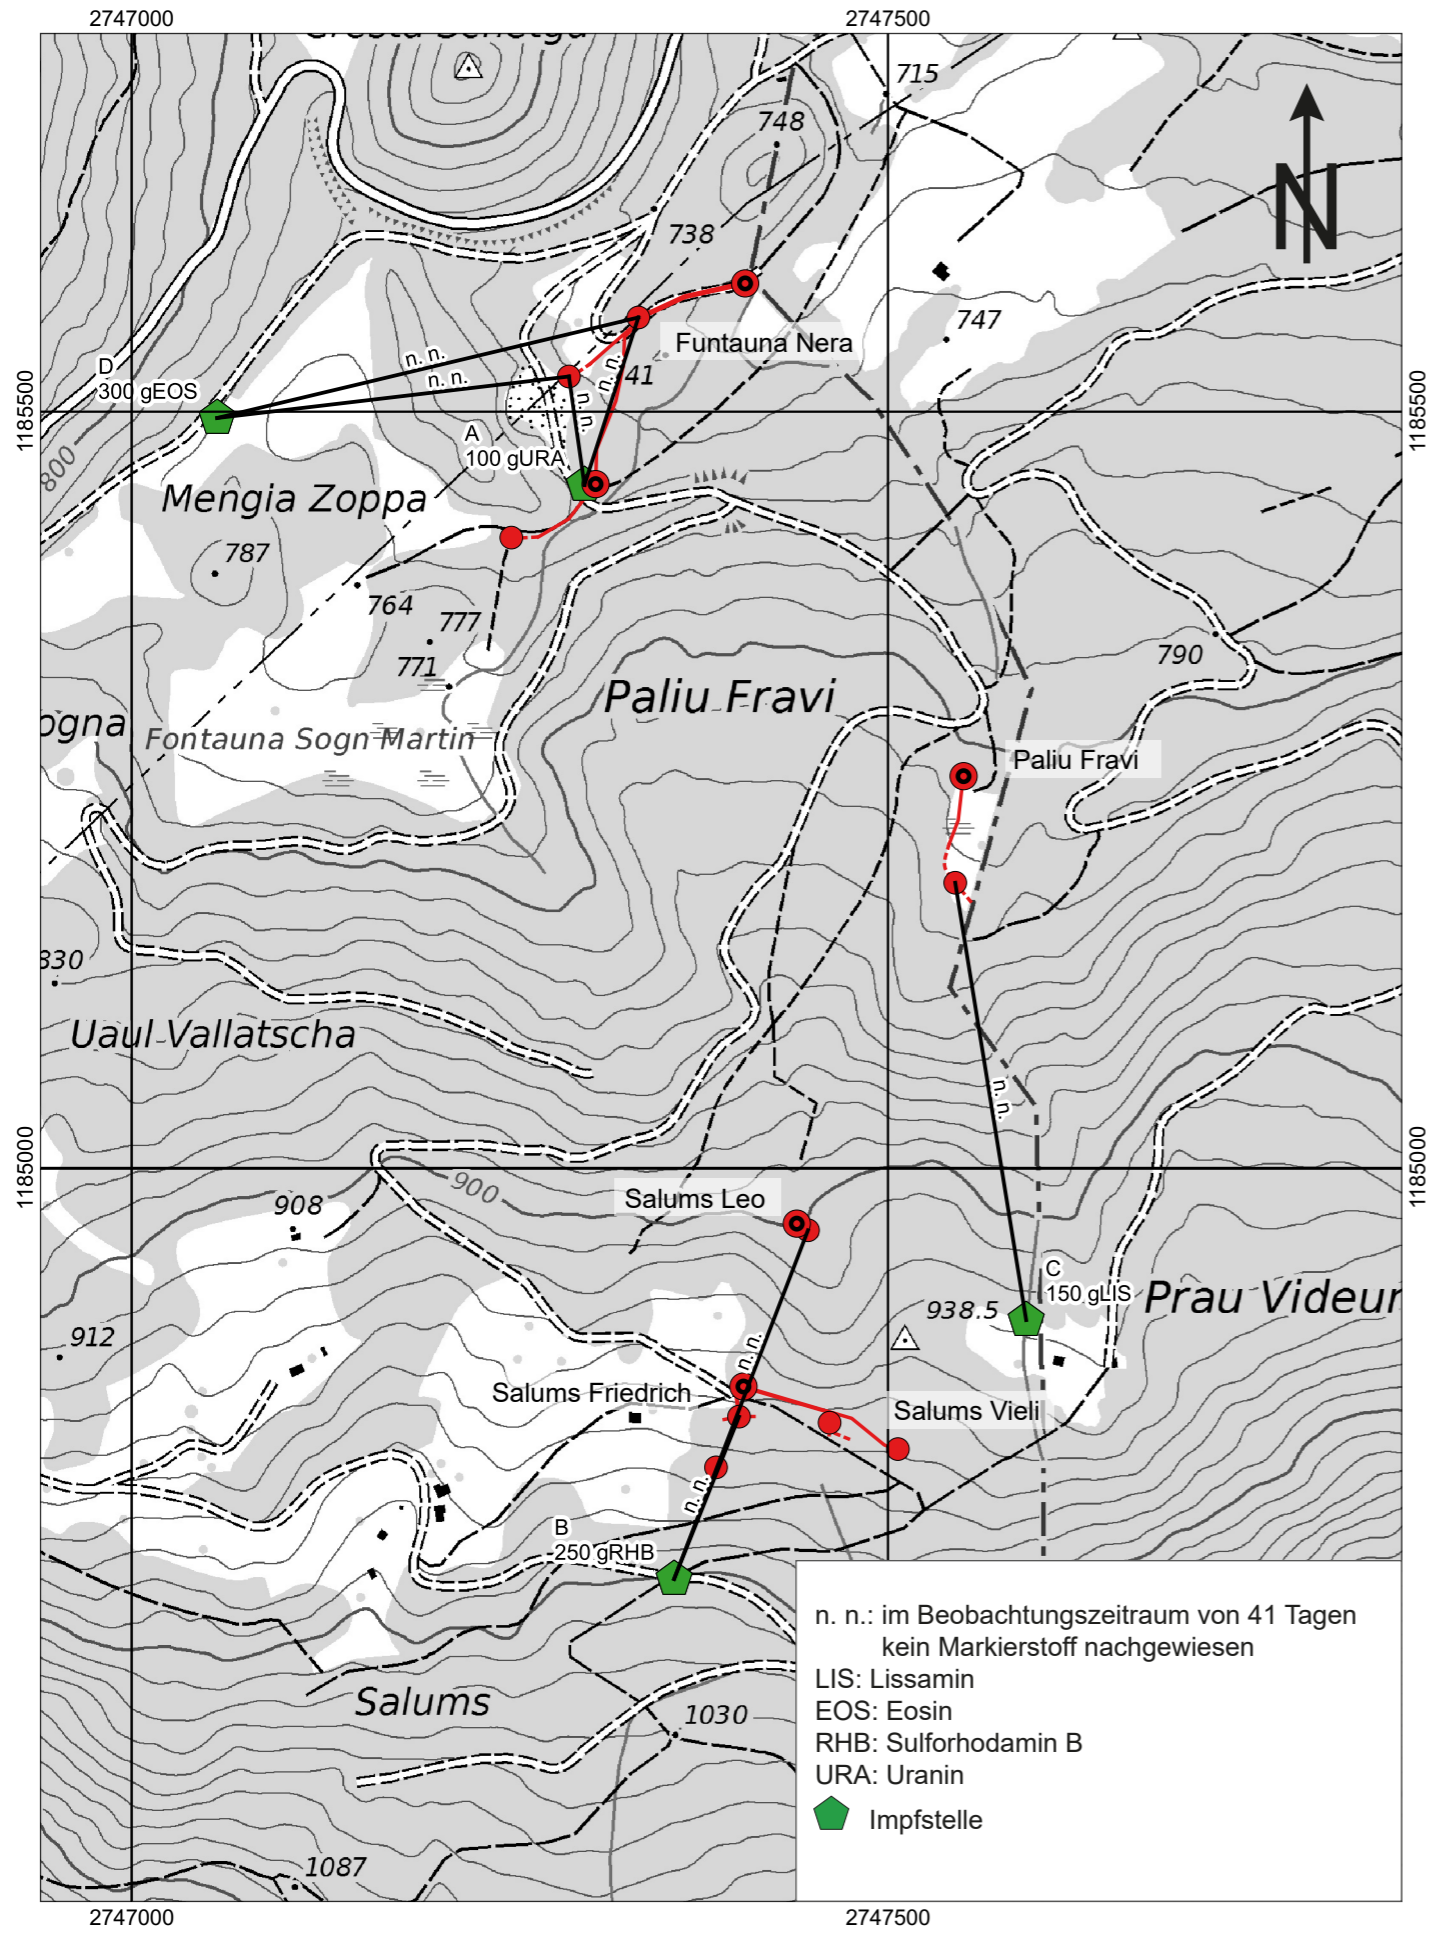 2747000
2747500
715
748
738
N
747
Funtauna Nera
D
300 gEOS
n. n.
n. n.
n. n.
n. n.
41
1185500
1185500
800
A
100 gURA
Mengia Zoppa
787
764
777
771
790
Paliu Fravi
ogna
Fontauna Sogn Martin
Paliu Fravi
830
Uaul Vallatscha
n. n.
1185000
1185000
900
Salums Leo
908
C
150 gLIS
938.5
Prau Videur
912
n. n.
Salums Friedrich
Salums Vieli
n. n.
B
250 gRHB
n. n.: im Beobachtungszeitraum von 41 Tagen
kein Markierstoff nachgewiesen
LIS: Lissamin
EOS: Eosin
RHB: Sulforhodamin B
URA: Uranin
Impfstelle
Salums
1030
1087
2747000
2747500